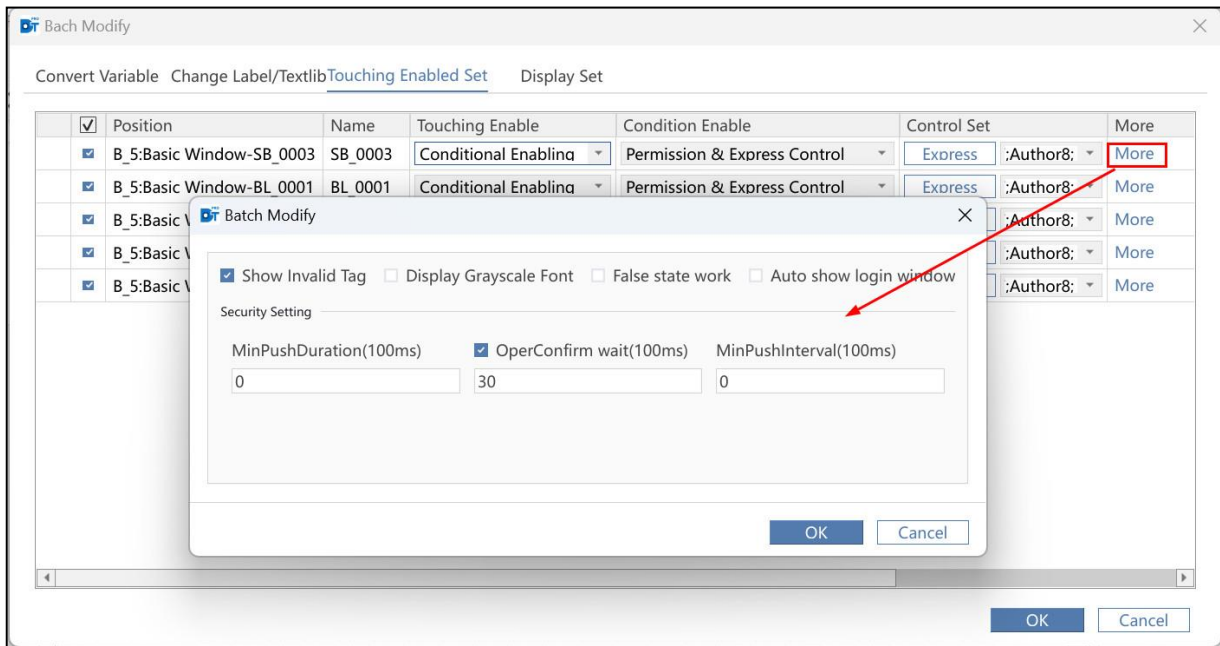 DT PRO Bach Modify
Convert Variable Change Label/Textlib Touching Enabled Set Display Set
Position Name Touching Enable Condition Enable Control Set More
B_5:Basic Window-SB_0003 SB_0003 Conditional Enabling Permission & Express Control Express ;Author8; More
B_5:Basic Window-BL_0001 BL_0001 Conditional Enabling Permission & Express Control Express ;Author8; More
B_5:Basic ;Author8; More
B_5:Basic ;Author8; More
B_5:Basic ;Author8; More
DT PRO Batch Modify
Show Invalid Tag Display Grayscale Font False state work Auto show login window
Security Setting
MinPushDuration(100ms) OperConfirm wait(100ms) MinPushInterval(100ms)
0 30 0
OK Cancel
OK Cancel